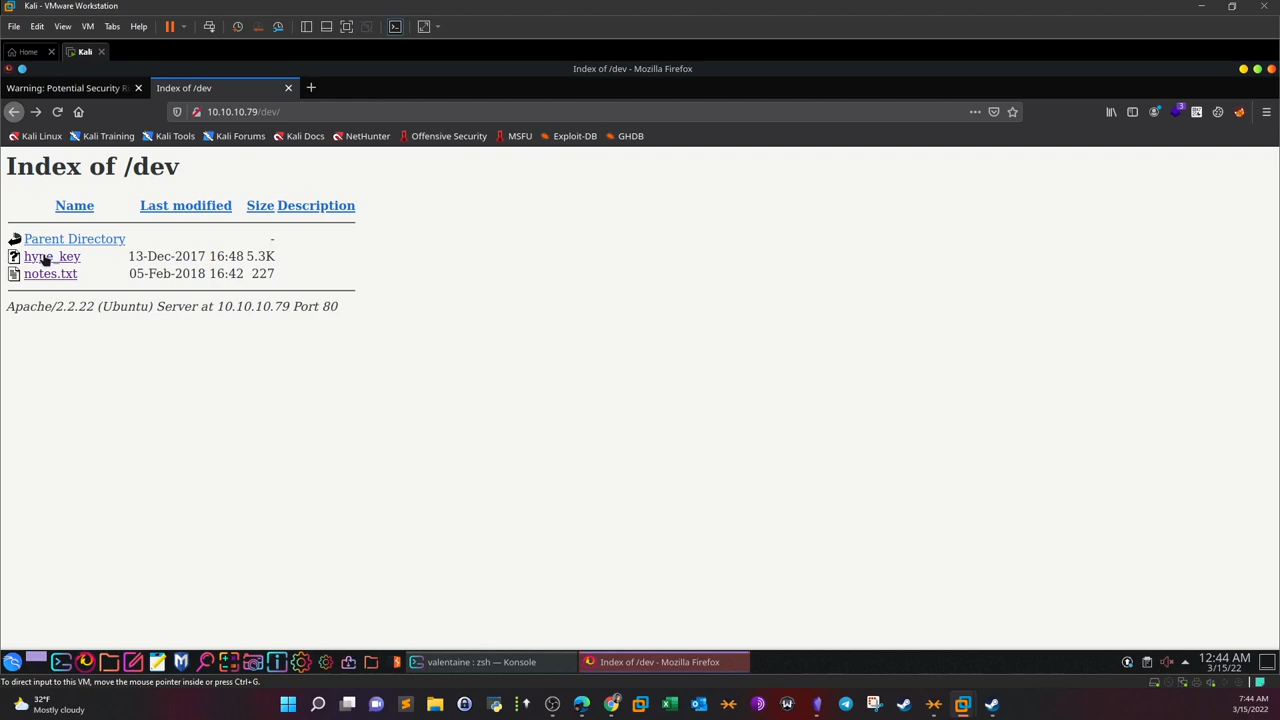 Kali - VMware Workstation
File Edit View VM Tabs Help
Home Kali
Index of /dev - Mozilla Firefox
Warning: Potential Security Ri Index of /dev
10.10.10.79/dev/
3
Kali Linux Kali Training Kali Tools Kali Forums Kali Docs NetHunter Offensive Security MSFU Exploit-DB GHDB
Index of /dev
Name Last modified Size Description
Parent Directory -
hype_key 13-Dec-2017 16:48 5.3K
notes.txt 05-Feb-2018 16:42 227
Apache/2.2.22 (Ubuntu) Server at 10.10.10.79 Port 80
valentaine : zsh — Konsole Index of /dev - Mozilla Firefox 12:44 AM
3/15/22
To direct input to this VM, move the mouse pointer inside or press Ctrl+G.
32°F 7:44 AM
Mostly cloudy 3/15/2022